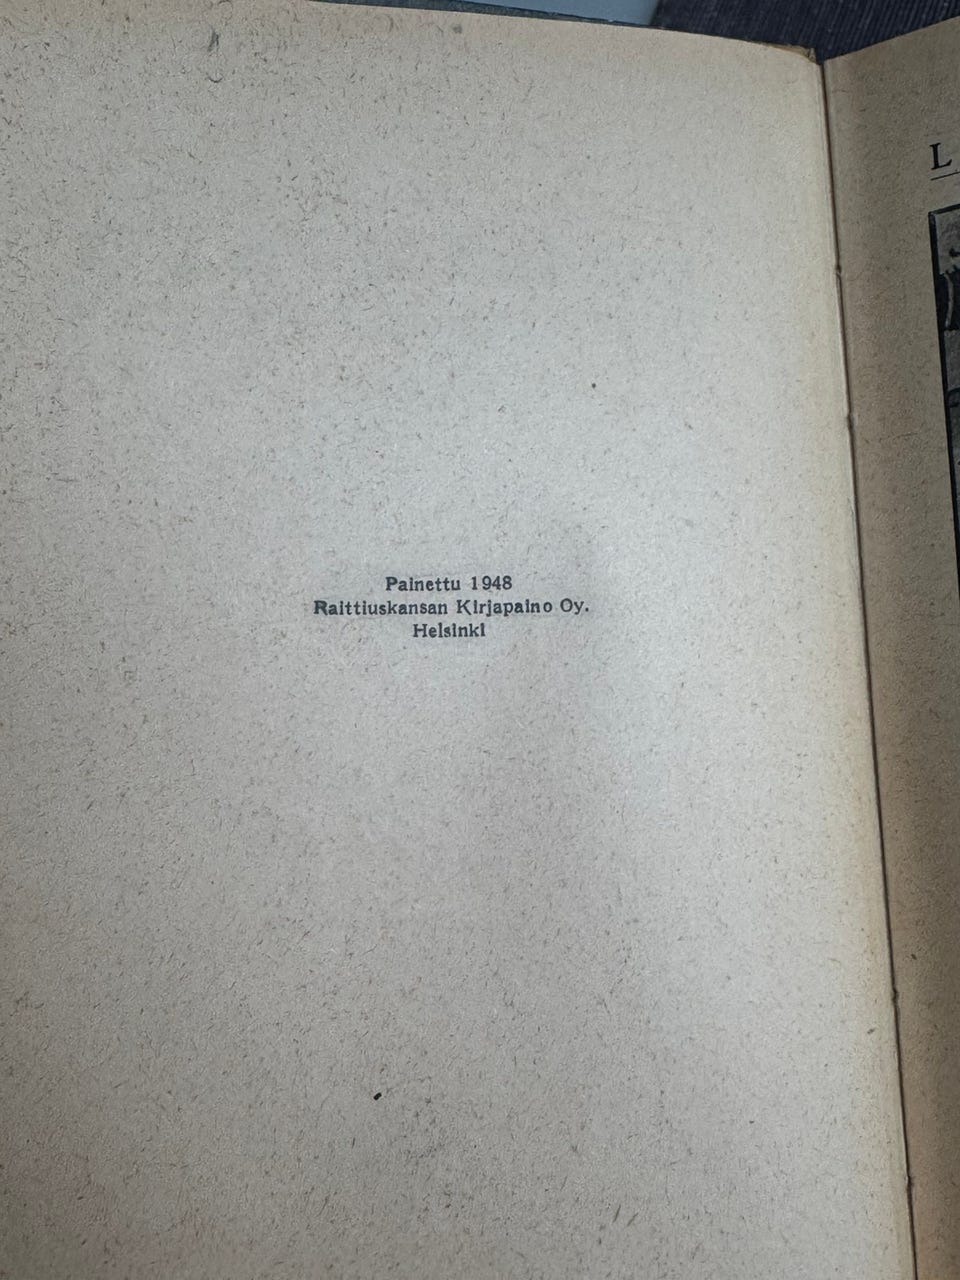 Painettu 1948
Raittiuskansan Kirjapaino Oy.
Helsinki
L